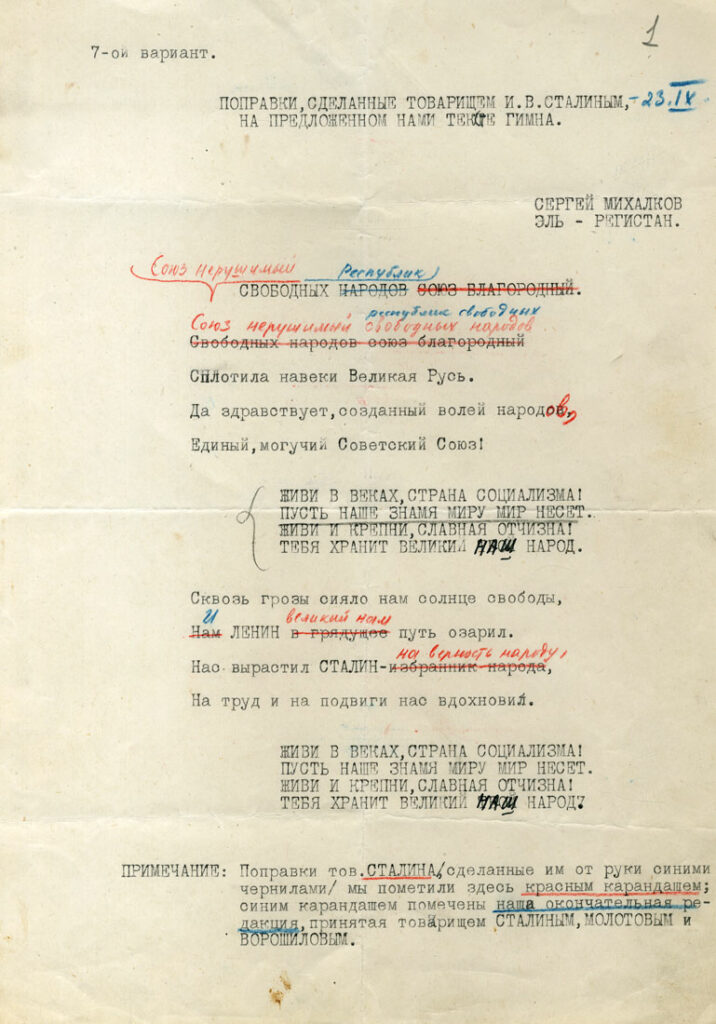 1
7-ой вариант.
ПОПРАВКИ, СДЕЛАННЫЕ ТОВАРИЩЕМ И.В.СТАЛИНЫМ,-23.IX
НА ПРЕДЛОЖЕННОМ НАМИ ТЕКСТЕ ГИМНА.
СЕРГЕЙ МИХАЛКОВ
ЭЛЬ - РЕГИСТАН.
Союз нерушимый Республик
СВОБОДНЫХ НАРОДОВ СОЮЗ БЛАГОРОДНЫЙ.
республик свободных
Союз нерушимый свободных народов
Свободных народов союз благородный
Сплотила навеки Великая Русь.
Да здравствует, созданный волей народов,
Единый, могучий Советский Союз!
ЖИВИ В ВЕКАХ, СТРАНА СОЦИАЛИЗМА!
ПУСТЬ НАШЕ ЗНАМЯ МИРУ МИР НЕСЕТ.
ЖИВИ И КРЕПНИ, СЛАВНАЯ ОТЧИЗНА!
ТЕБЯ ХРАНИТ ВЕЛИКИЙ НАШ НАРОД.
Сквозь грозы сияло нам солнце свободы,
И великий нам
Нам ЛЕНИН в грядущее путь озарил.
на верность народу,
Нас вырастил СТАЛИН-избранник народа,
На труд и на подвиги нас вдохновил.
ЖИВИ В ВЕКАХ, СТРАНА СОЦИАЛИЗМА!
ПУСТЬ НАШЕ ЗНАМЯ МИРУ МИР НЕСЕТ.
ЖИВИ И КРЕПНИ, СЛАВНАЯ ОТЧИЗНА!
ТЕБЯ ХРАНИТ ВЕЛИКИЙ НАШ НАРОД.
ПРИМЕЧАНИЕ: Поправки тов.СТАЛИНА/сделанные им от руки синими
чернилами/ мы пометили здесь красным карандашем;
синим карандашем помечены наша окончательная ре-
дакция, принятая товарищем СТАЛИНЫМ, МОЛОТОВЫМ и
ВОРОШИЛОВЫМ.